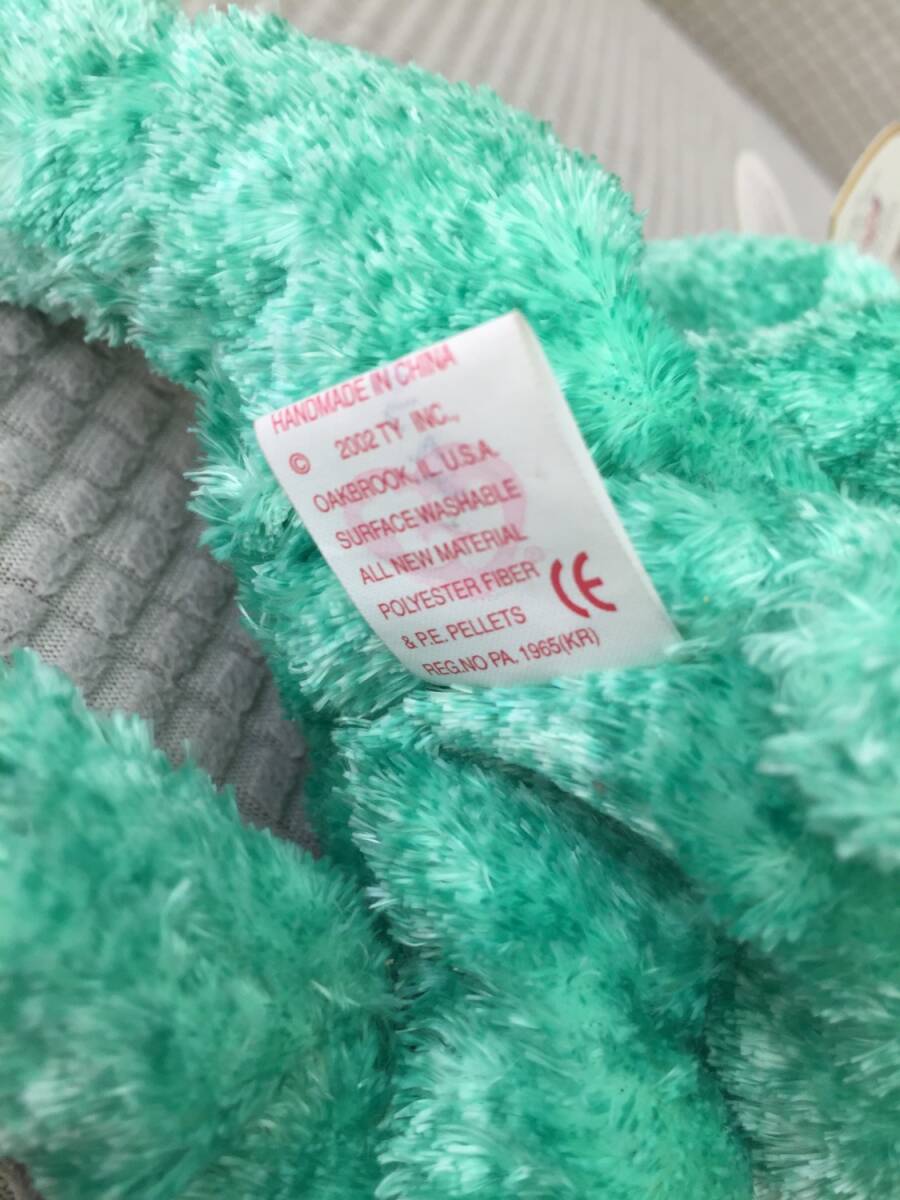 HANDMADE IN CHINA
© 2002 TY INC.,
OAKBROOK, IL U.S.A.
SURFACE WASHABLE
ALL NEW MATERIAL
POLYESTER FIBER
& P.E. PELLETS
REG.NO PA. 1965(KR)
CE